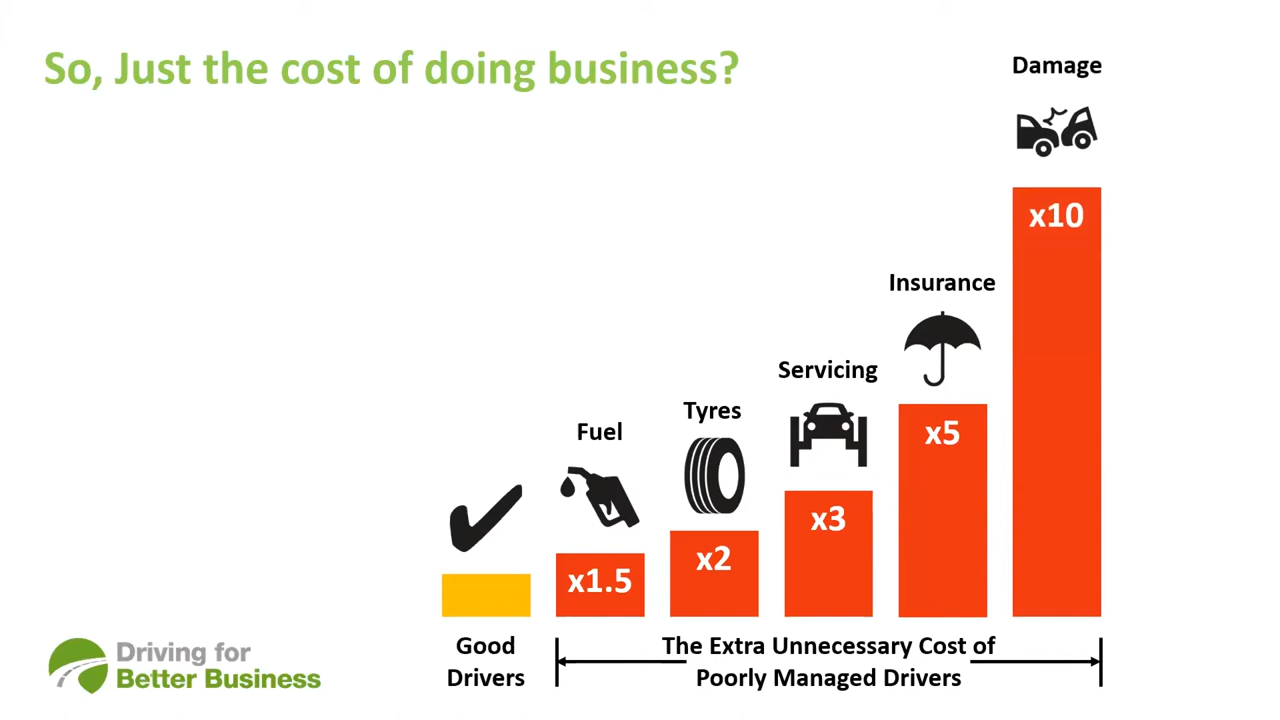 So, Just the cost of doing business?
Damage
x10
Insurance
x5
Servicing
x3
Tyres
x2
Fuel
x1.5
Good
Drivers
The Extra Unnecessary Cost of
Poorly Managed Drivers
Driving for
Better Business